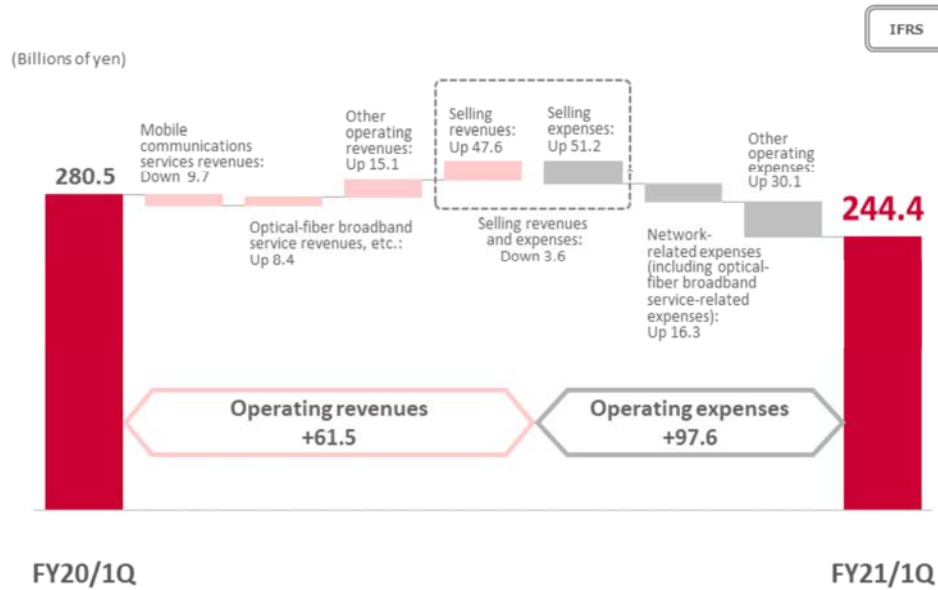 IFRS
(Billions of yen)
280.5
Mobile
communications
services revenues:
Down 9.7
Optical-fiber broadband
service revenues, etc.:
Up 8.4
Other
operating
revenues:
Up 15.1
Selling
revenues:
Up 47.6
Selling
expenses:
Up 51.2
Selling revenues
and expenses:
Down 3.6
Network-
related expenses
(including optical-
fiber broadband
service-related
expenses):
Up 16.3
Other
operating
expenses:
Up 30.1
244.4
Operating revenues
+61.5
Operating expenses
+97.6
FY20/1Q
FY21/1Q